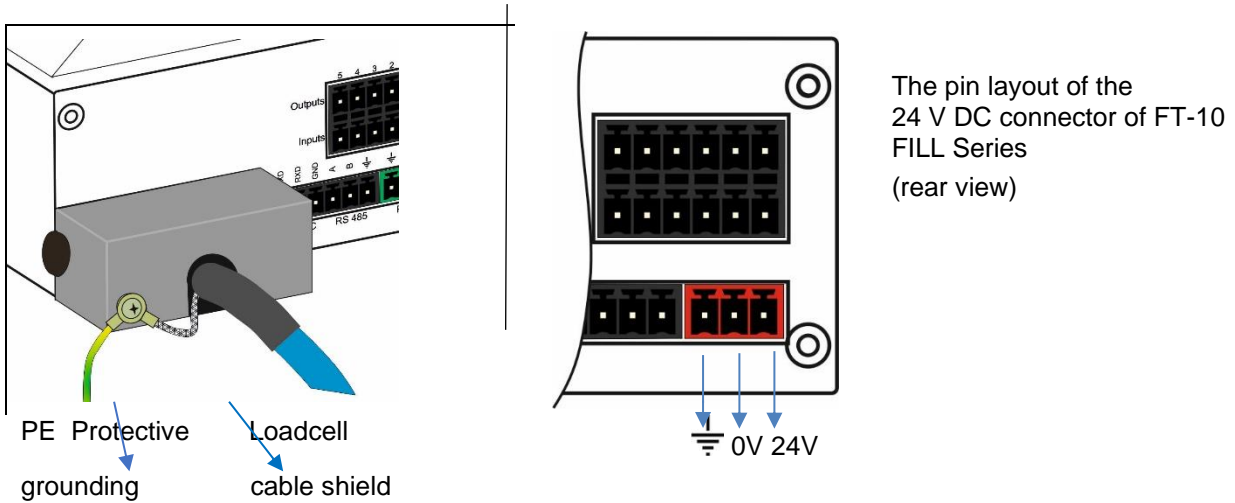 5 4 3 2
Outputs
Inputs
RXD
GND
A
B
RS 485
PE Protective
grounding
Loadcell
cable shield
0V 24V
The pin layout of the
24 V DC connector of FT-10
FILL Series
(rear view)